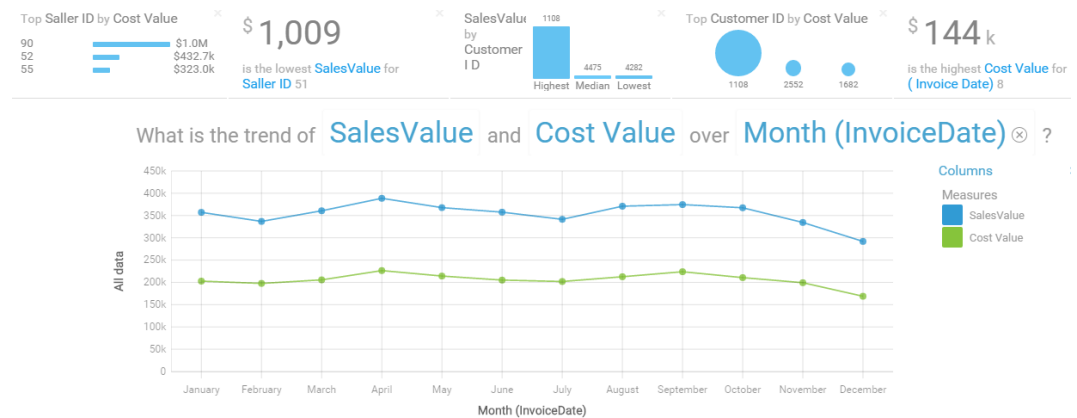 Top Saller ID by Cost Value
90 $1.0M
52 $432.7k
55 $323.0k
$ 1,009
is the lowest SalesValue for
Saller ID 51
SalesValue
by
Customer
I D
1108
4475
4282
Highest Median Lowest
Top Customer ID by Cost Value
1108 2552 1682
$ 144 k
is the highest Cost Value for
( Invoice Date) 8
What is the trend of SalesValue and Cost Value over Month (InvoiceDate) ?
Columns
Measures
SalesValue
Cost Value
All data
450k
400k
350k
300k
250k
200k
150k
100k
50k
0
January February March April May June July August September October November December
Month (InvoiceDate)